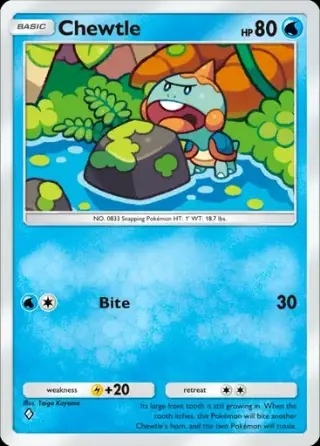 BASIC Chewtle HP 80
NO. 0833 Snapping Pokémon HT: 1' WT: 18.7 lbs.
Bite 30
Illus. Taiga Kayama
weakness +20 retreat
Its large front tooth is still growing in. When the
tooth itches, this Pokémon will bite another
Chewtle's horn, and the two Pokémon will tussle.